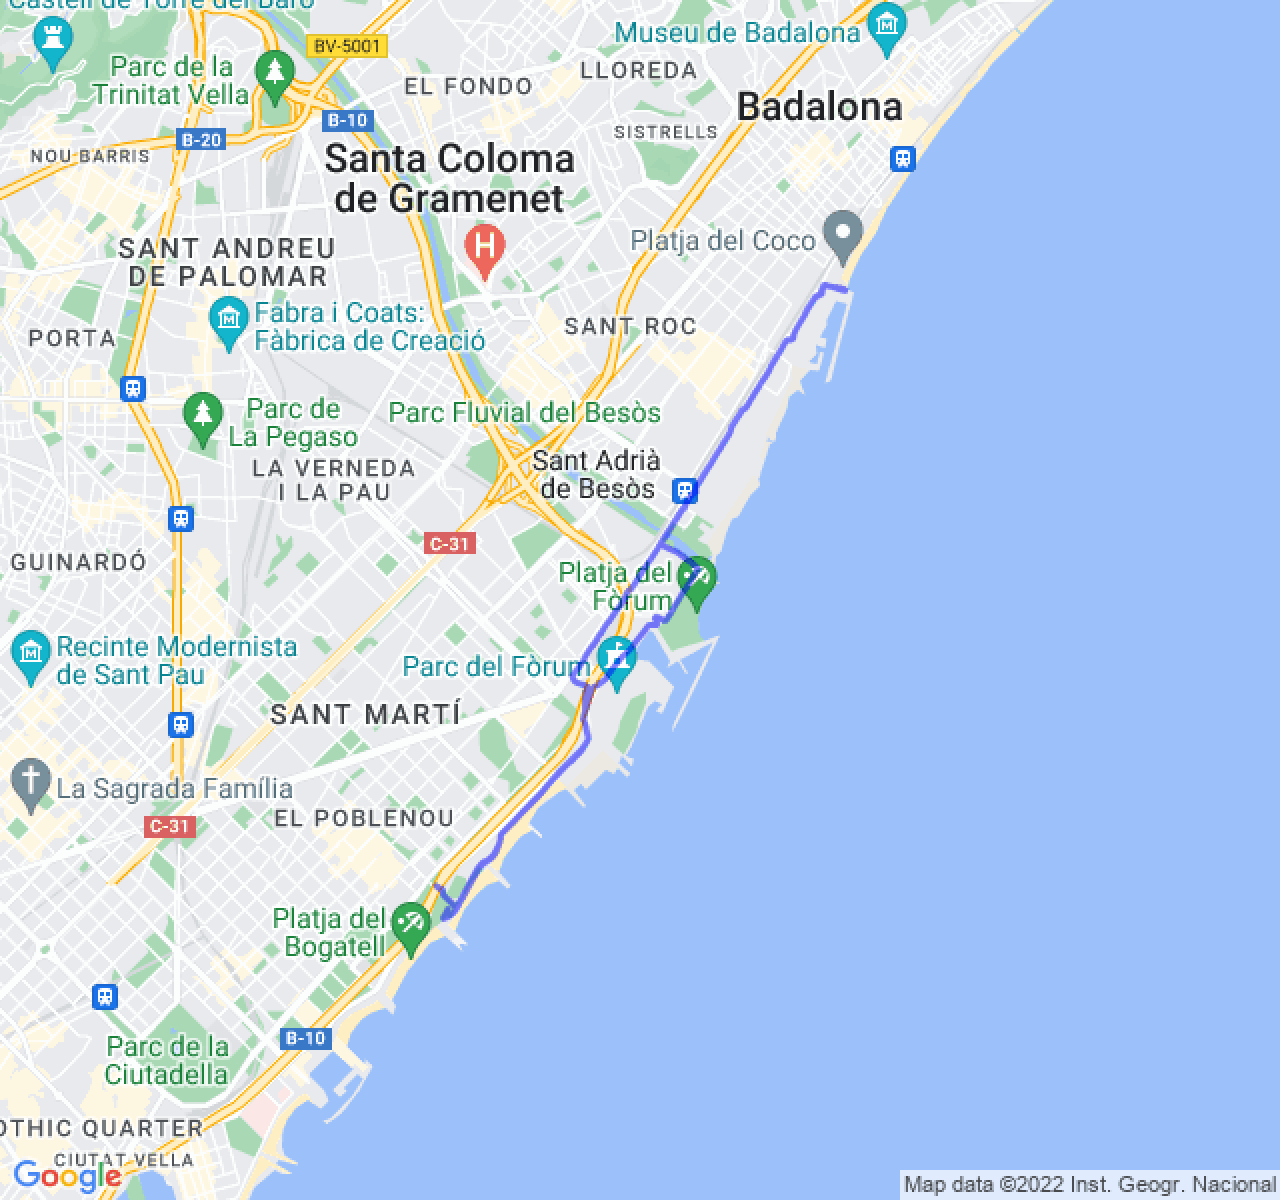 Castell de Torre del Baró
Museu de Badalona
BV-5001
Parc de la
Trinitat Vella
LLOREDA
EL FONDO
Badalona
B-10
B-20
SISTRELLS
NOU BARRIS
Santa Coloma
de Gramenet
Platja del Coco
H
SANT ANDREU
DE PALOMAR
Fabra i Coats:
Fàbrica de Creació
SANT ROC
PORTA
Parc de
La Pegaso
Parc Fluvial del Besòs
LA VERNEDA
I LA PAU
Sant Adrià
de Besòs
C-31
GUINARDÓ
Platja del
Fòrum
Recinte Modernista
de Sant Pau
Parc del Fòrum
SANT MARTÍ
La Sagrada Família
EL POBLENOU
C-31
Platja del
Bogatell
B-10
Parc de la
Ciutadella
OTHIC QUARTER
CIUTAT VELLA
Google
Map data ©2022 Inst. Geogr. Nacional